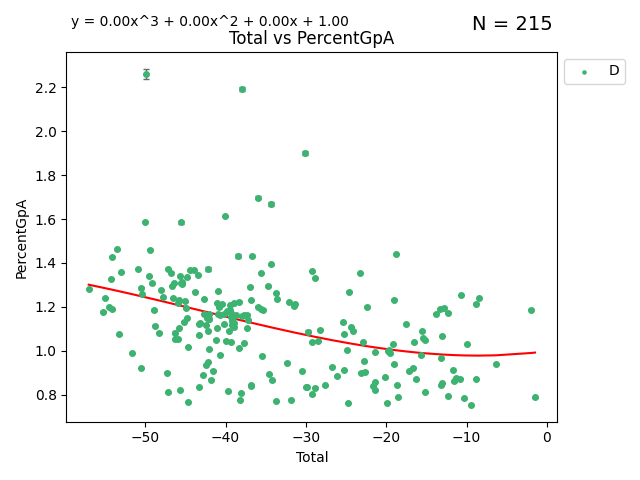 y = 0.00x^3 + 0.00x^2 + 0.00x + 1.00
N = 215
Total vs PercentGpA
D
PercentGpA
2.2
2.0
1.8
1.6
1.4
1.2
1.0
0.8
−50 −40 −30 −20 −10 0
Total